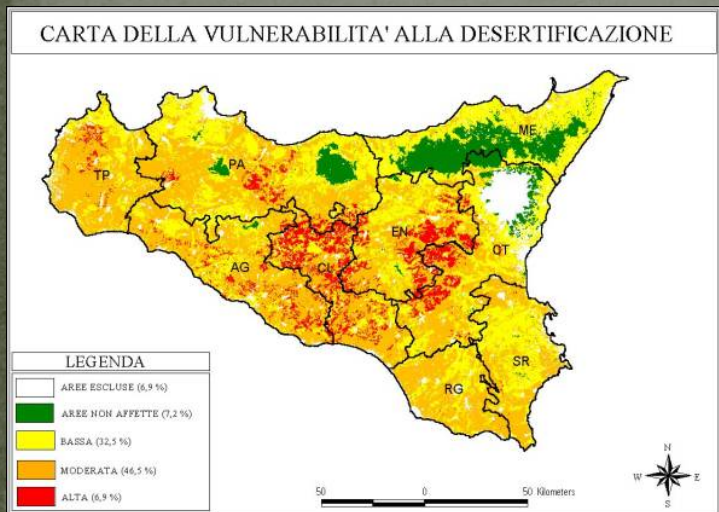 CARTA DELLA VULNERABILITA' ALLA DESERTIFICAZIONE
ME
PA
TP
EN
CT
AG
CL
SR
RG
LEGENDA
AREE ESCLUSE (6,9 %)
AREE NON AFFETTE (7,2 %)
BASSA (32,5 %)
MODERATA (46,5 %)
ALTA (6,9 %)
50 0 50 Kilometers
N
W E
S